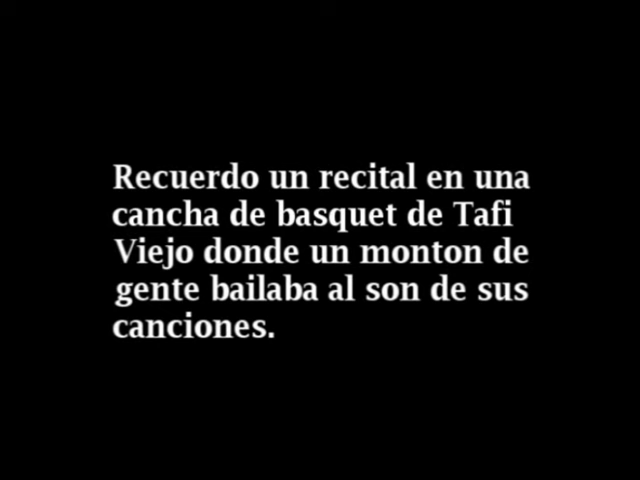 Recuerdo un recital en una
cancha de basquet de Tafi
Viejo donde un monton de
gente bailaba al son de sus
canciones.